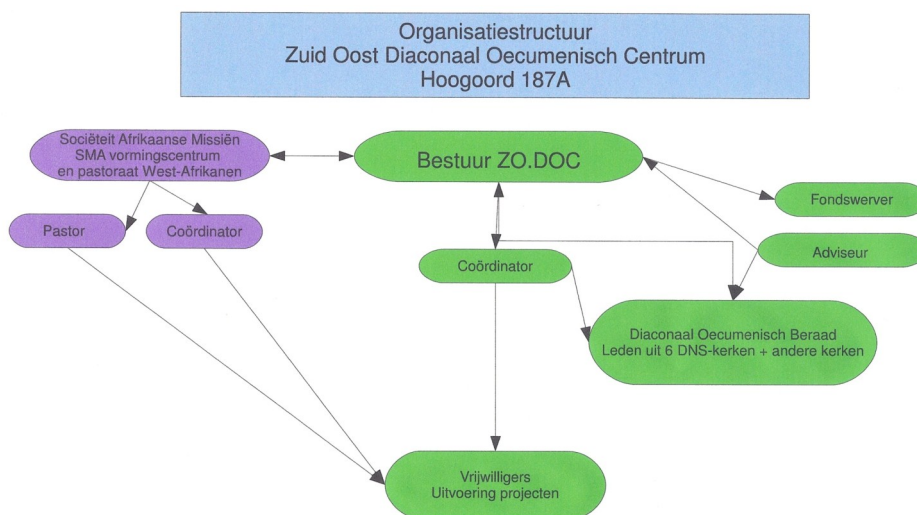 Organisatiestructuur
Zuid Oost Diaconaal Oecumenisch Centrum
Hoogoord 187A
Sociëteit Afrikaanse Missiën
SMA vormingscentrum
en pastoraat West-Afrikanen
Bestuur ZO.DOC
Fondswerver
Pastor
Coördinator
Adviseur
Coördinator
Diaconaal Oecumenisch Beraad
Leden uit 6 DNS-kerken + andere kerken
Vrijwilligers
Uitvoering projecten